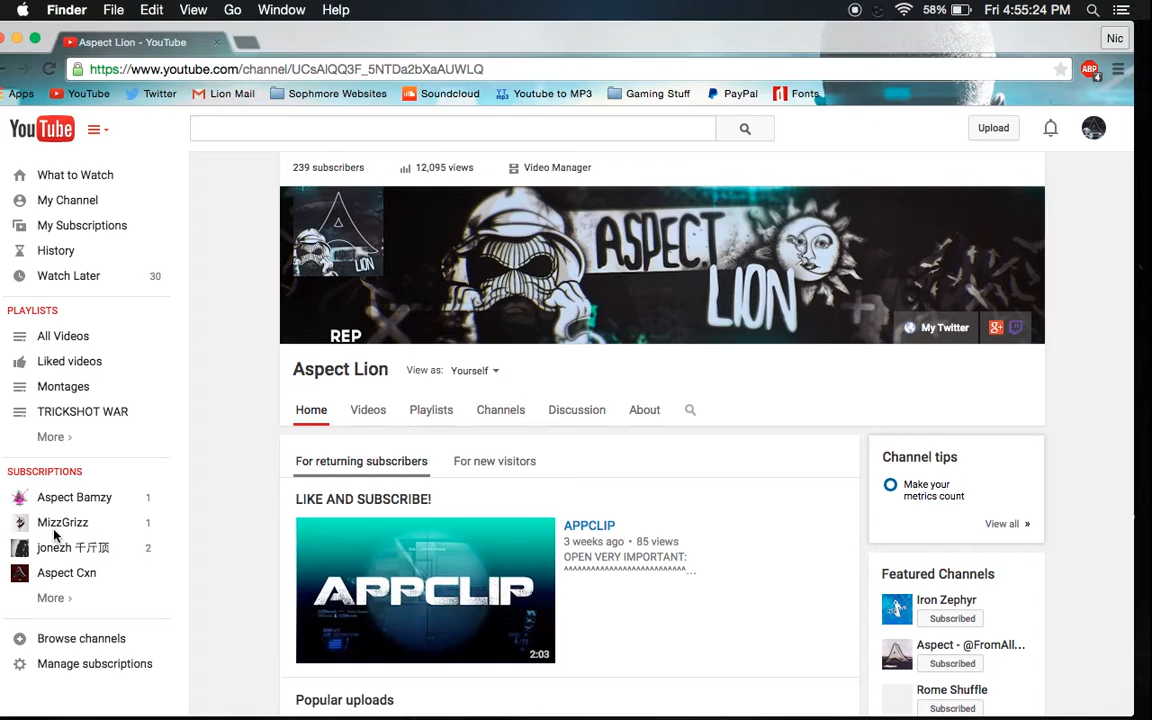 Finder File Edit View Go Window Help 58% Fri 4:55:24 PM
Aspect Lion - YouTube Nic
https://www.youtube.com/channel/UCsAlQQ3F_5NTDa2bXaAUWLQ ABP 4
Apps YouTube Twitter Lion Mail Sophmore Websites Soundcloud Youtube to MP3 Gaming Stuff PayPal Fonts
YouTube Upload
239 subscribers 12,095 views Video Manager
What to Watch
My Channel
My Subscriptions
History
Watch Later 30
PLAYLISTS
All Videos
Liked videos
Montages
TRICKSHOT WAR
More ›
SUBSCRIPTIONS
Aspect Bamzy 1
MizzGrizz 1
jonezh 千斤顶 2
Aspect Cxn
More ›
Browse channels
Manage subscriptions
ASPECT
LION
ASPECT.
LION
REP
My Twitter g+
Aspect Lion View as: Yourself
Home Videos Playlists Channels Discussion About
For returning subscribers For new visitors
LIKE AND SUBSCRIBE!
APPCLIP
2:03
APPCLIP
3 weeks ago • 85 views
OPEN VERY IMPORTANT:
^^^^^^^^^^^^^^^^^^^^^^^^^^...
Popular uploads
Channel tips
Make your
metrics count
View all »
Featured Channels
Iron Zephyr
Subscribed
Aspect - @FromAll...
Subscribed
Rome Shuffle
Subscribed